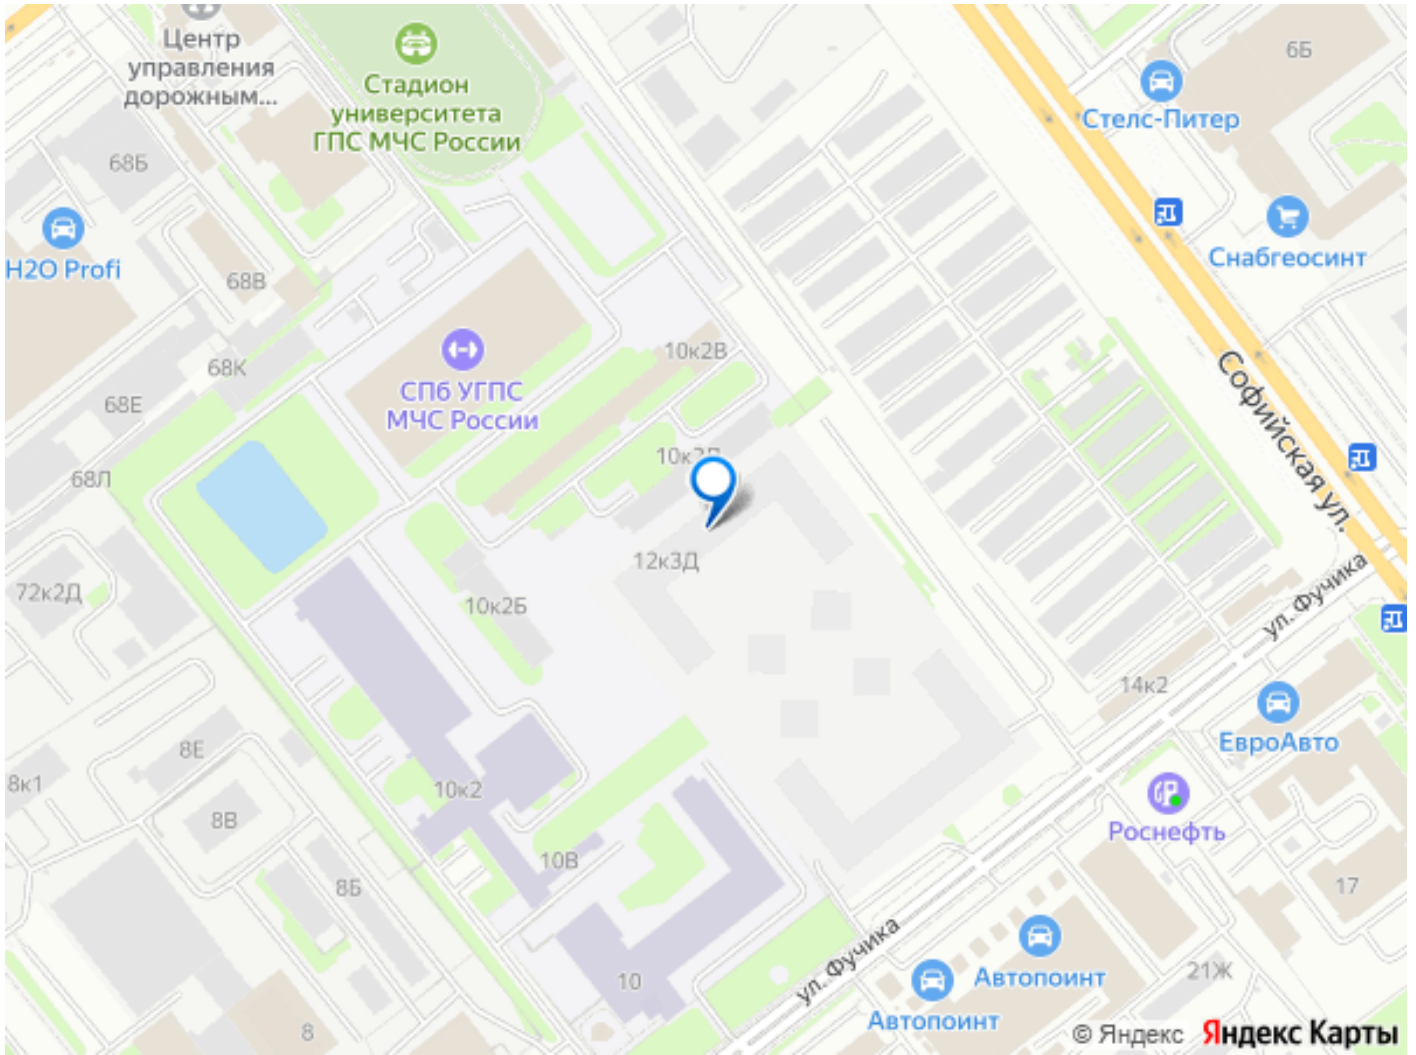 Центр
управления
дорожным...
Стадион
университета
ГПС МЧС России
6Б
Стелс-Питер
68Б
H2O Profi
68В
Снабгеосинт
10к2В
68К
СПб УГПС
МЧС России
68Е
Софийская ул.
68Л
12к3Д
72к2Д
10к2Б
ул. Фучика
14к2
8Е
ЕвроАвто
8к1
10к2
8В
Роснефть
10В
8Б
17
ул. Фучика
Автопоинт
21Ж
10
Автопоинт
8
© Яндекс Яндекс Карты